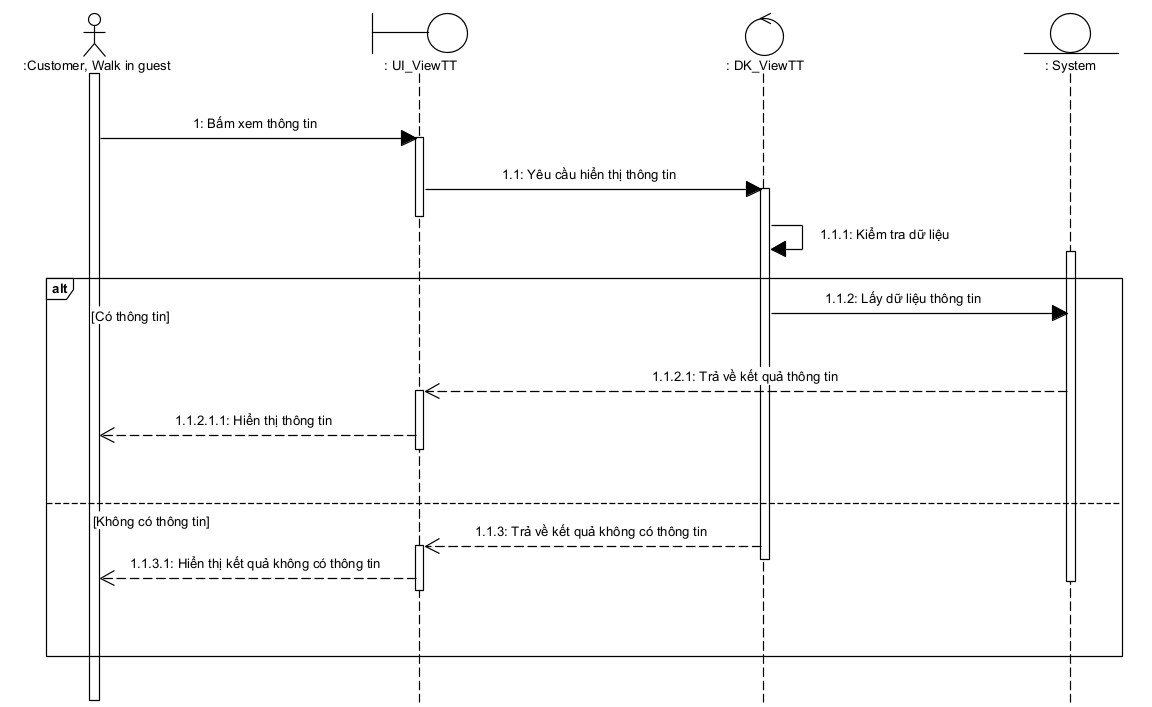 :Customer, Walk in guest
: UI_ViewTT
: DK_ViewTT
: System
1: Bấm xem thông tin
1.1: Yêu cầu hiển thị thông tin
1.1.1: Kiểm tra dữ liệu
alt
1.1.2: Lấy dữ liệu thông tin
[Có thông tin]
1.1.2.1: Trả về kết quả thông tin
1.1.2.1.1: Hiển thị thông tin
[Không có thông tin]
1.1.3: Trả về kết quả không có thông tin
1.1.3.1: Hiển thị kết quả không có thông tin